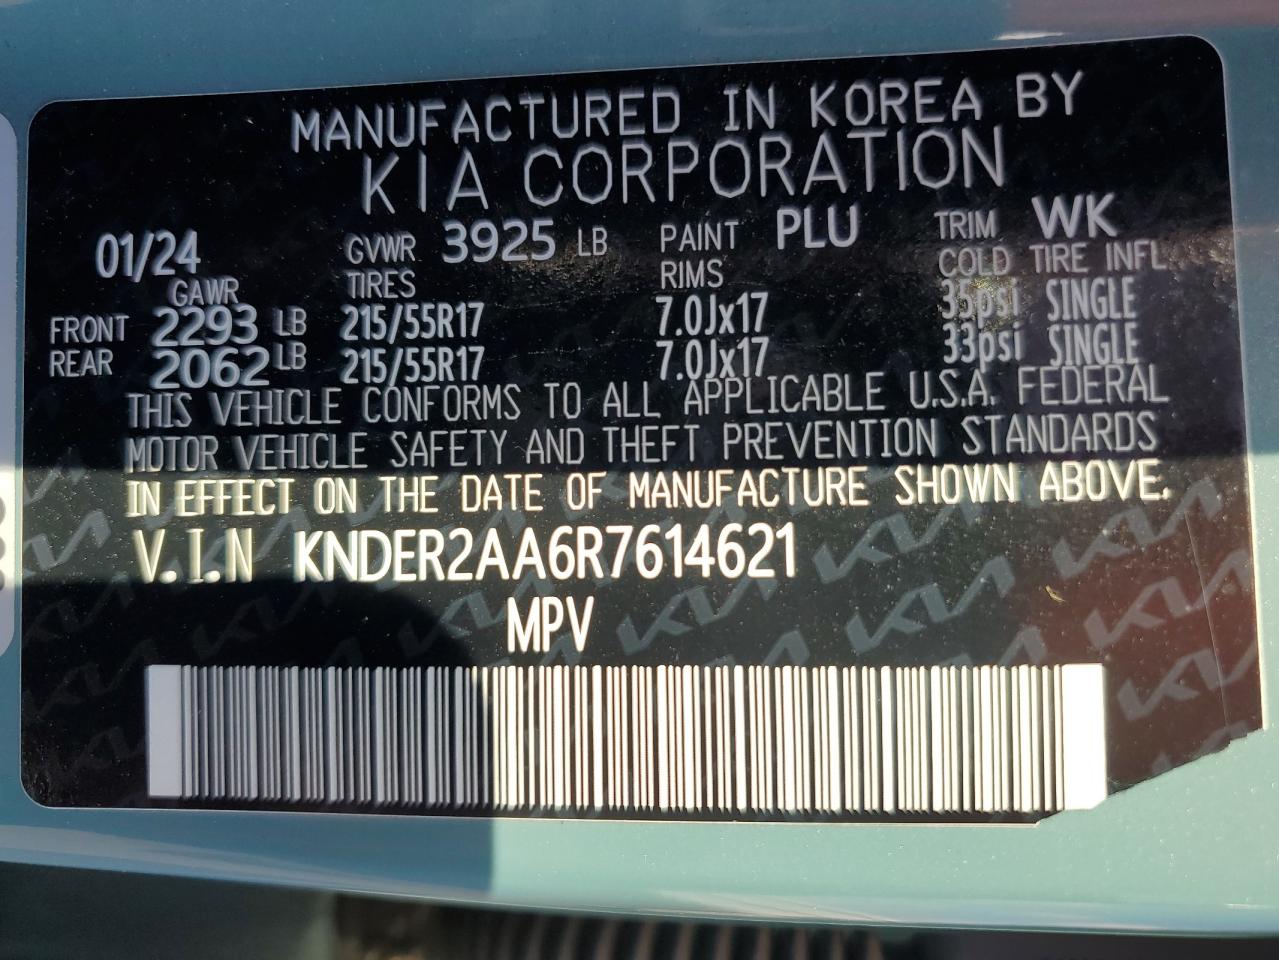 MANUFACTURED IN KOREA BY
KIA CORPORATION
01/24 GVWR 3925 LB PAINT PLU TRIM WK
GAWR TIRES RIMS COLD TIRE INFL
FRONT 2293 LB 215/55R17 7.0Jx17 35psi SINGLE
REAR 2062 LB 215/55R17 7.0Jx17 33psi SINGLE
THIS VEHICLE CONFORMS TO ALL APPLICABLE U.S.A. FEDERAL
MOTOR VEHICLE SAFETY AND THEFT PREVENTION STANDARDS
IN EFFECT ON THE DATE OF MANUFACTURE SHOWN ABOVE.
V.I.N KNDER2AA6R7614621
MPV